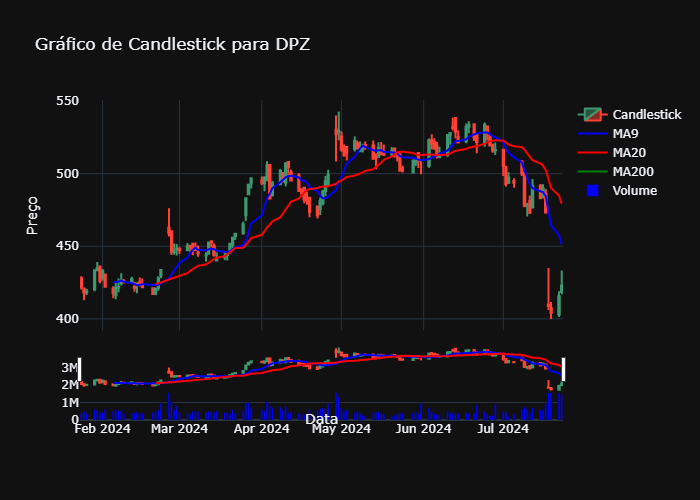 Gráfico de Candlestick para DPZ
550
500
450
400
Preço
Candlestick
MA9
MA20
MA200
Volume
3M
2M
1M
0
Data
Feb 2024
Mar 2024
Apr 2024
May 2024
Jun 2024
Jul 2024